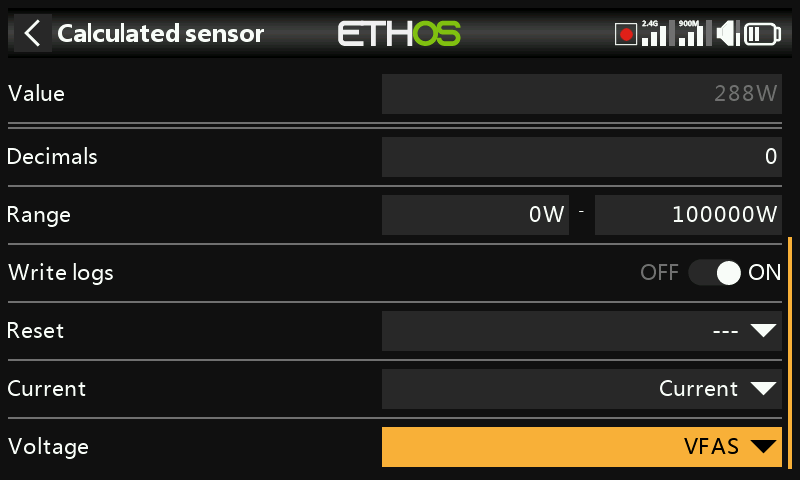 Calculated sensor ETHOS 2.4G 900M
Value 288W
Decimals 0
Range 0W - 100000W
Write logs OFF ON
Reset ---
Current Current
Voltage VFAS